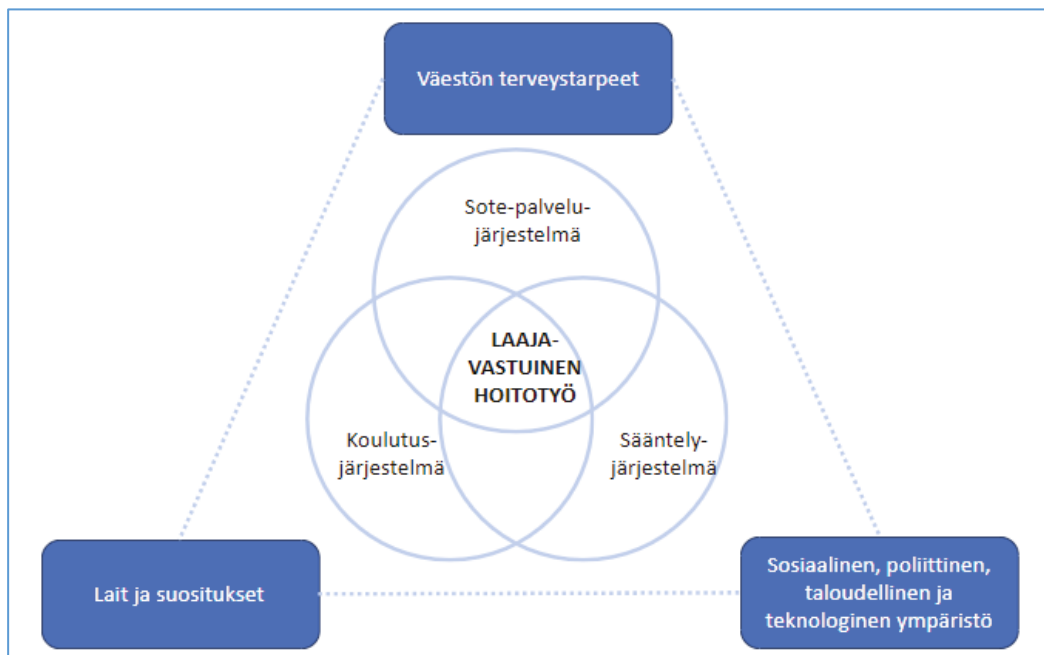 Väestön terveystarpeet
Sote-palvelu-
järjestelmä
LAAJA-
VASTUINEN
HOITOTYÖ
Koulutus-
järjestelmä
Sääntely-
järjestelmä
Lait ja suositukset
Sosiaalinen, poliittinen,
taloudellinen ja
teknologinen ympäristö